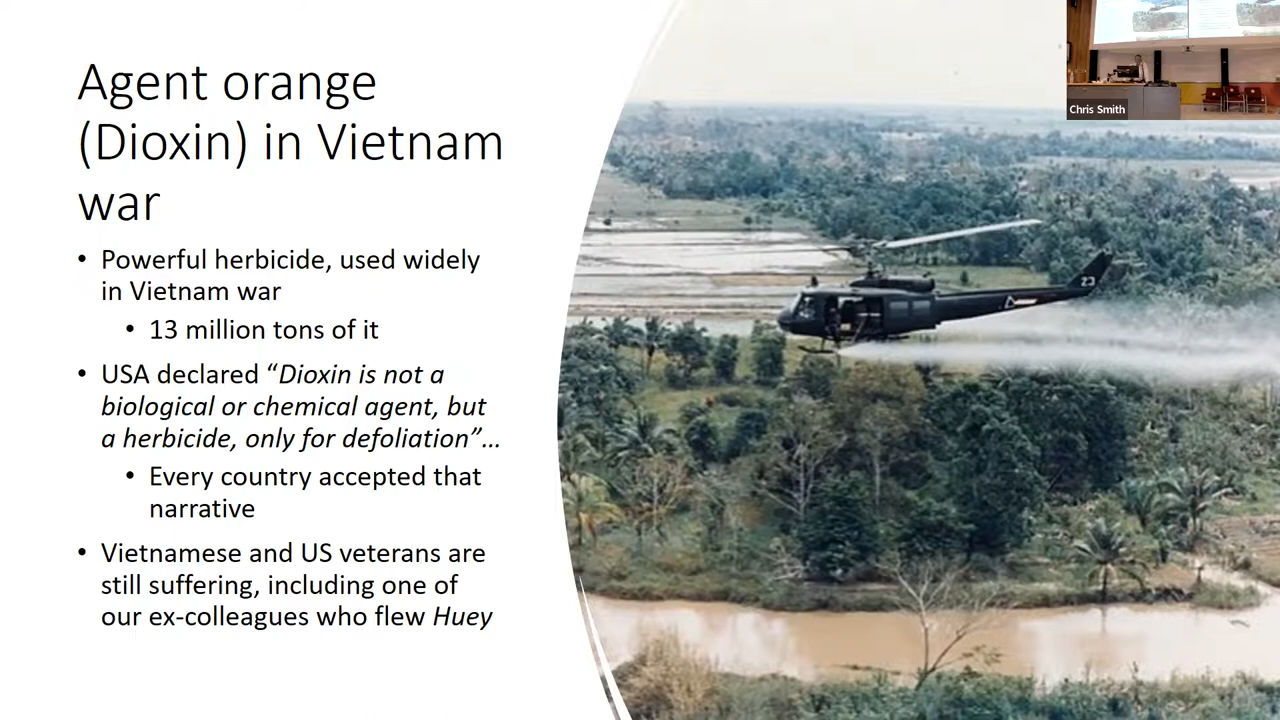 Agent orange
(Dioxin) in Vietnam
war
• Powerful herbicide, used widely
in Vietnam war
• 13 million tons of it
• USA declared “Dioxin is not a
biological or chemical agent, but
a herbicide, only for defoliation”…
• Every country accepted that
narrative
• Vietnamese and US veterans are
still suffering, including one of
our ex-colleagues who flew Huey
Chris Smith
23